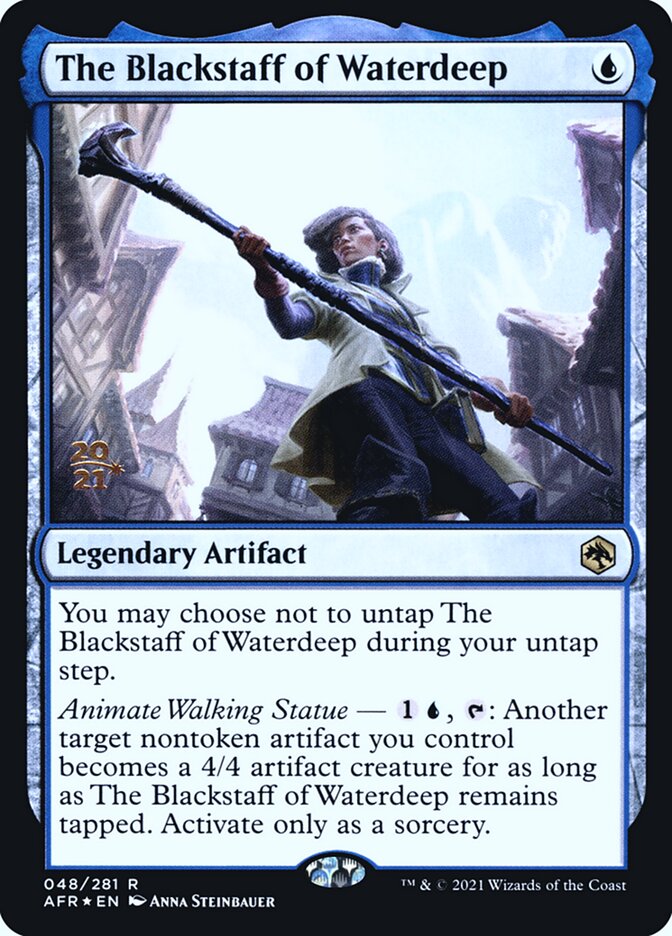 The Blackstaff of Waterdeep
20
21
Legendary Artifact
You may choose not to untap The
Blackstaff of Waterdeep during your untap
step.
Animate Walking Statue — 1 , : Another
target nontoken artifact you control
becomes a 4/4 artifact creature for as long
as The Blackstaff of Waterdeep remains
tapped. Activate only as a sorcery.
048/281 R
AFR★EN Anna Steinbauer
™ & © 2021 Wizards of the Coast